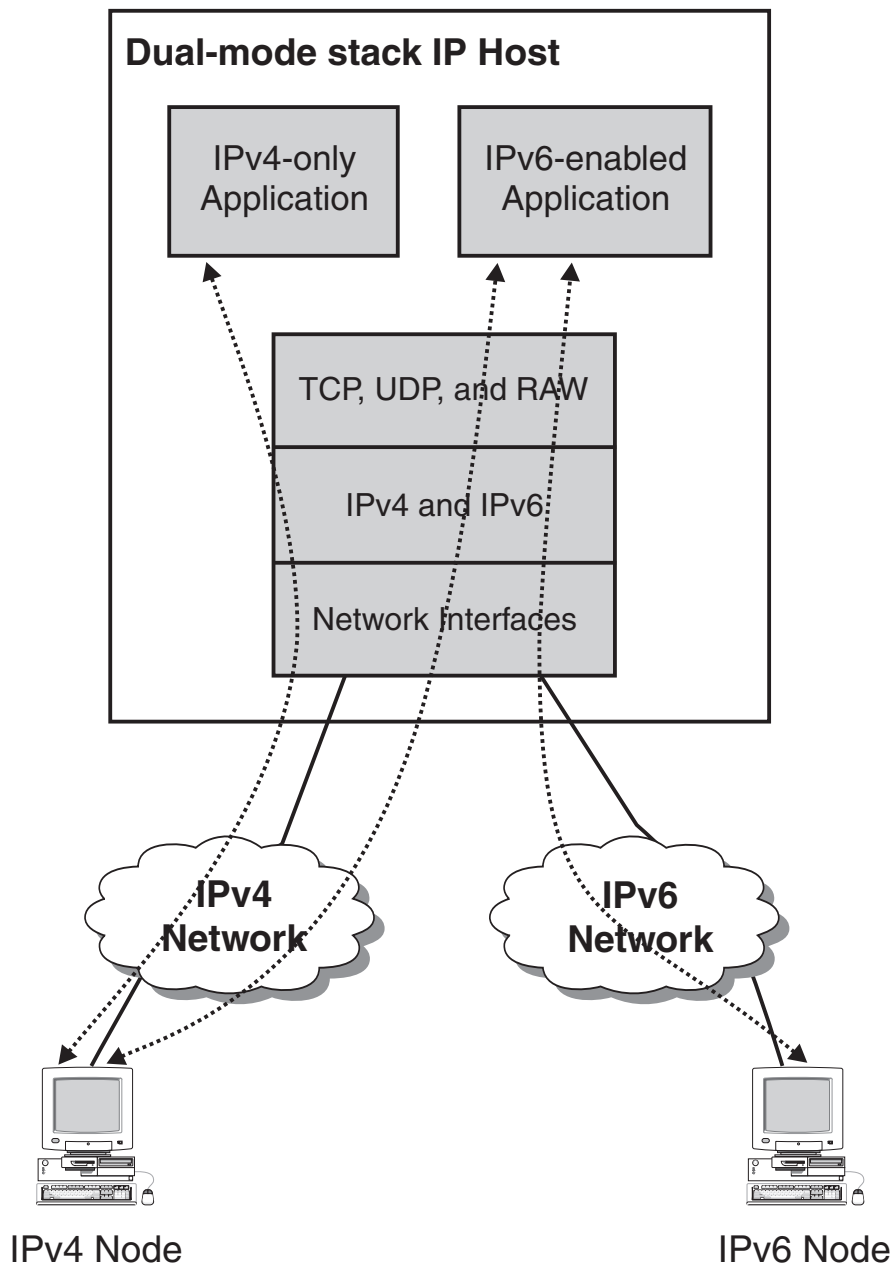 Dual-mode stack IP Host
IPv4-only
Application
IPv6-enabled
Application
TCP, UDP, and RAW
IPv4 and IPv6
Network Interfaces
IPv4
Network
IPv6
Network
IPv4 Node
IPv6 Node